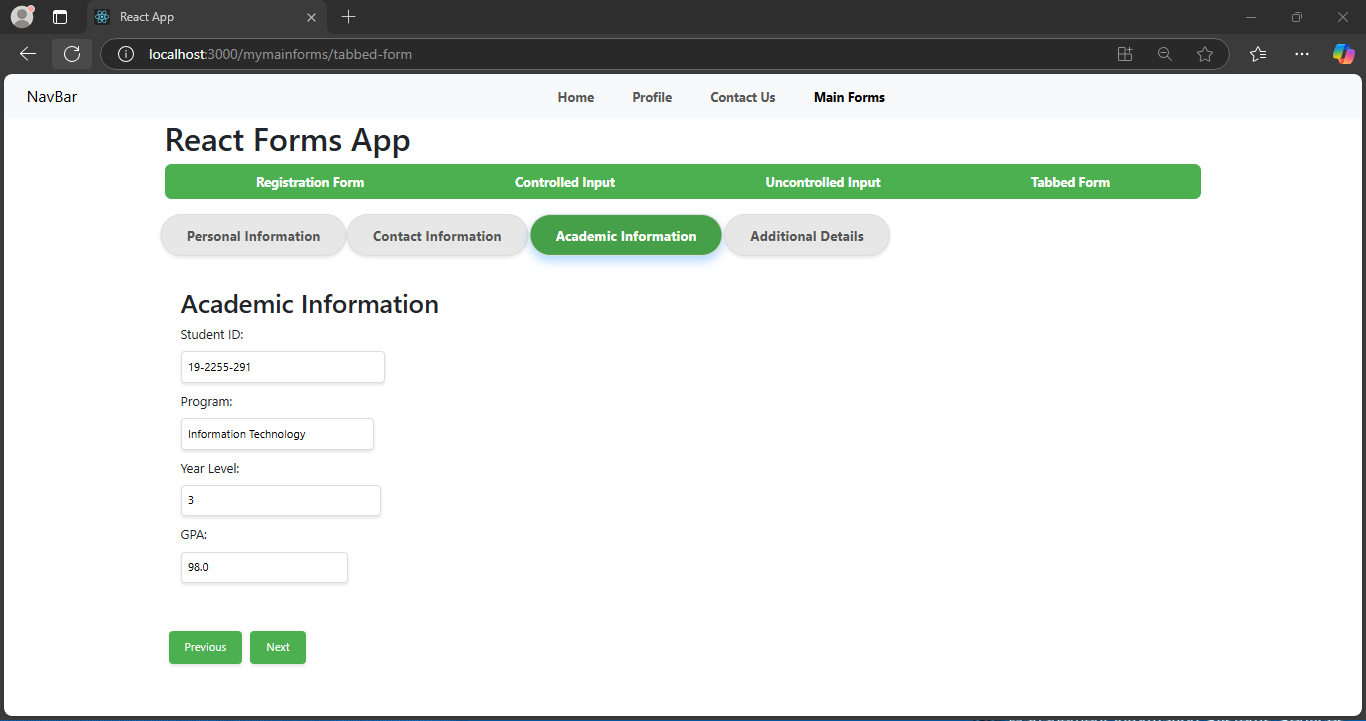 React App
localhost:3000/mymainforms/tabbed-form
NavBar Home Profile Contact Us Main Forms
React Forms App
Registration Form Controlled Input Uncontrolled Input Tabbed Form
Personal Information Contact Information Academic Information Additional Details
Academic Information
Student ID:
19-2255-291
Program:
Information Technology
Year Level:
3
GPA:
98.0
Previous Next